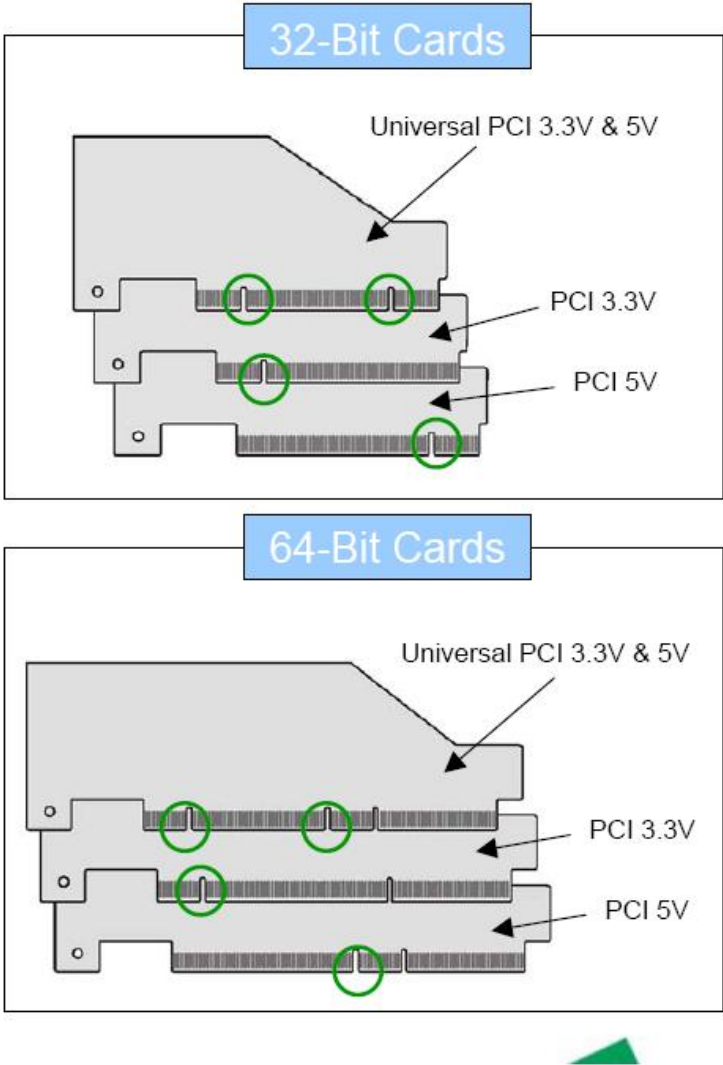 32-Bit Cards
Universal PCI 3.3V & 5V
PCI 3.3V
PCI 5V
64-Bit Cards
Universal PCI 3.3V & 5V
PCI 3.3V
PCI 5V